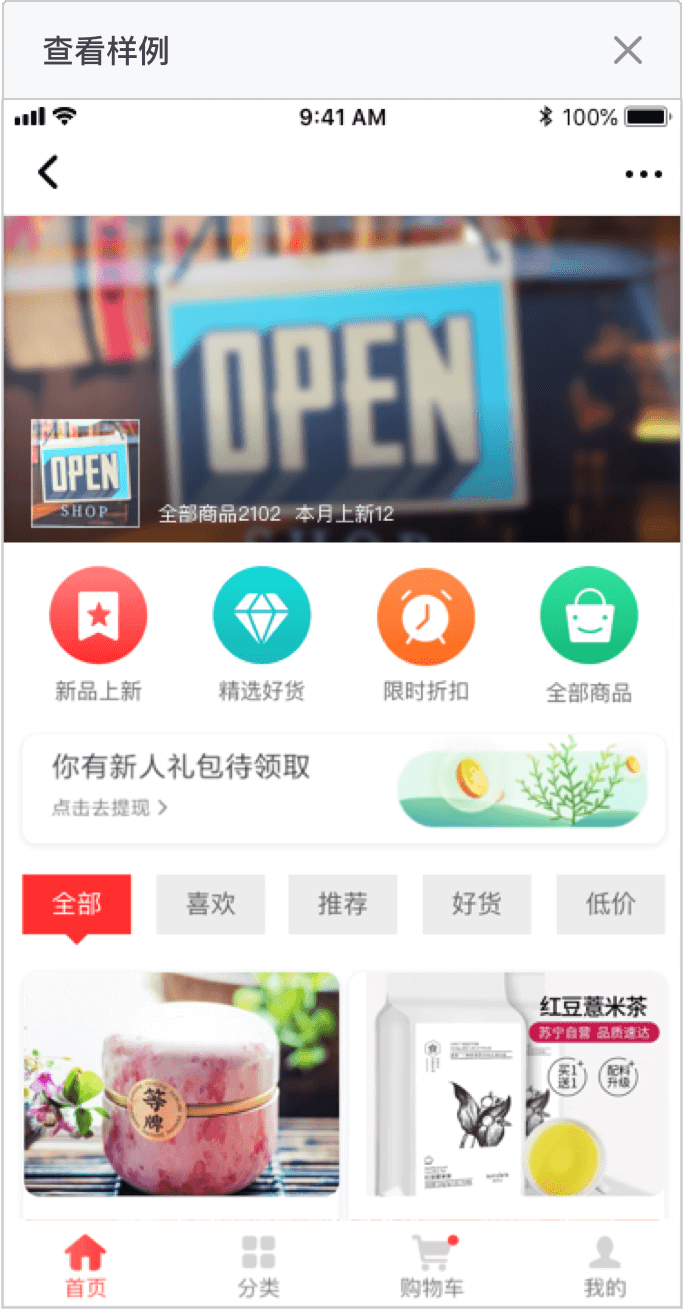 查看样例
9:41 AM
100%
OPEN
OPEN
SHOP
全部商品2102 本月上新12
新品上新
精选好货
限时折扣
全部商品
你有新人礼包待领取
点击去提现
全部
喜欢
推荐
好货
低价
红豆薏米茶
苏宁自营 品质速达
买1送1
配料升级
食
等牌
首页
分类
购物车
我的